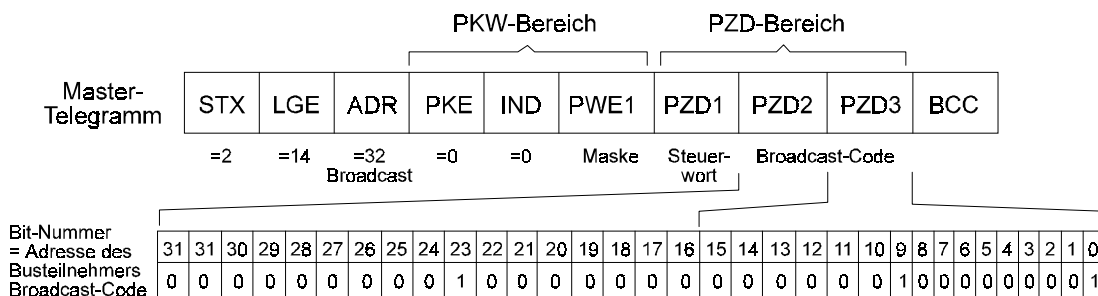 PKW-Bereich PZD-Bereich
Master-
Telegramm
STX LGE ADR PKE IND PWE1 PZD1 PZD2 PZD3 BCC
=2 =14 =32 =0 =0 Maske Steuer- Broadcast-Code
Broadcast wort
Bit-Nummer
= Adresse des 31 31 30 29 28 27 26 25 24 23 22 21 20 19 18 17 16 15 14 13 12 11 10 9 8 7 6 5 4 3 2 1 0
Busteilnehmers
Broadcast-Code 0 0 0 0 0 0 0 0 0 1 0 0 0 0 0 0 0 0 0 0 0 0 0 1 0 0 0 0 0 0 0 0 1